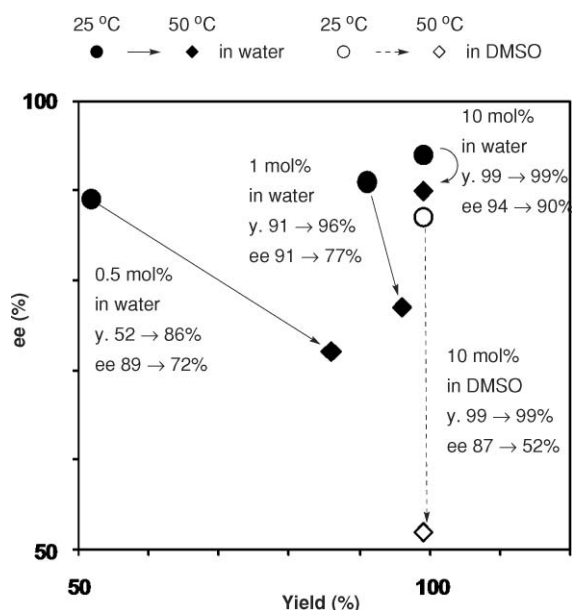 25 °C 50 °C 25 °C 50 °C
in water in DMSO
100
10 mol%
in water
y. 99 → 99%
ee 94 → 90%
1 mol%
in water
y. 91 → 96%
ee 91 → 77%
0.5 mol%
in water
y. 52 → 86%
ee 89 → 72%
10 mol%
in DMSO
y. 99 → 99%
ee 87 → 52%
ee (%)
50
50 100
Yield (%)